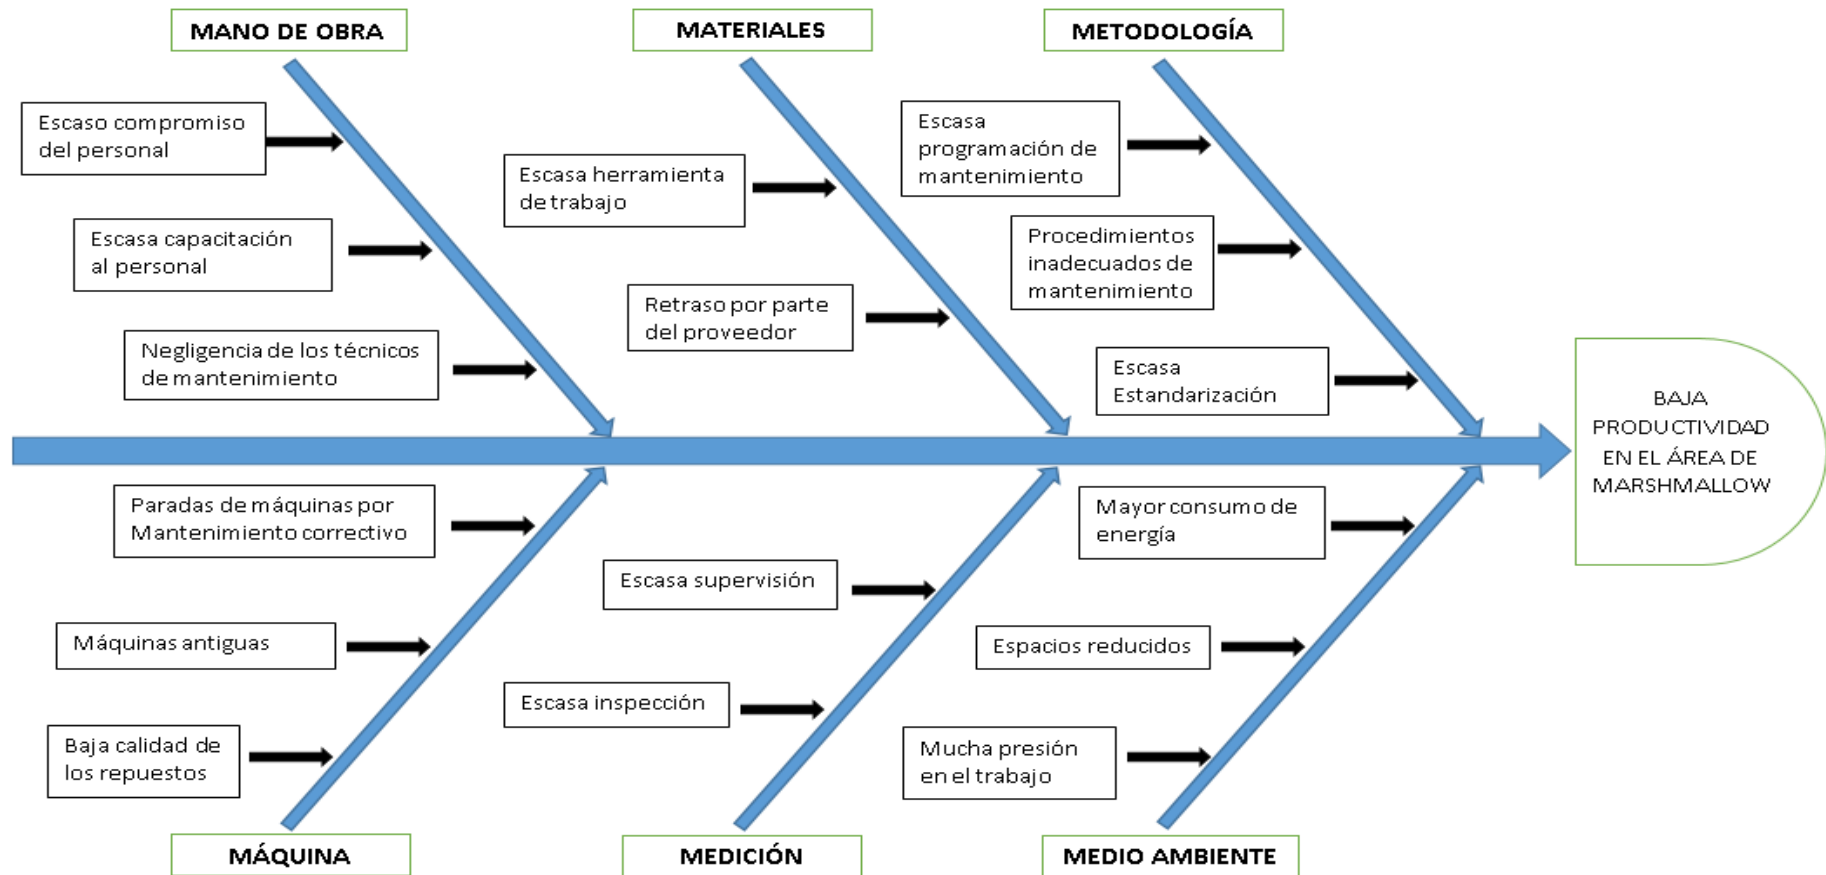 MANO DE OBRA
MATERIALES
METODOLOGÍA
Escaso compromiso
del personal
Escasa capacitación
al personal
Negligencia de los técnicos
de mantenimiento
Escasa herramienta
de trabajo
Retraso por parte
del proveedor
Escasa
programación de
mantenimiento
Procedimientos
inadecuados de
mantenimiento
Escasa
Estandarización
BAJA
PRODUCTIVIDAD
EN EL ÁREA DE
MARSHMALLOW
Paradas de máquinas por
Mantenimiento correctivo
Máquinas antiguas
Baja calidad de
los repuestos
Escasa supervisión
Escasa inspección
Mayor consumo de
energía
Espacios reducidos
Mucha presión
en el trabajo
MÁQUINA
MEDICIÓN
MEDIO AMBIENTE